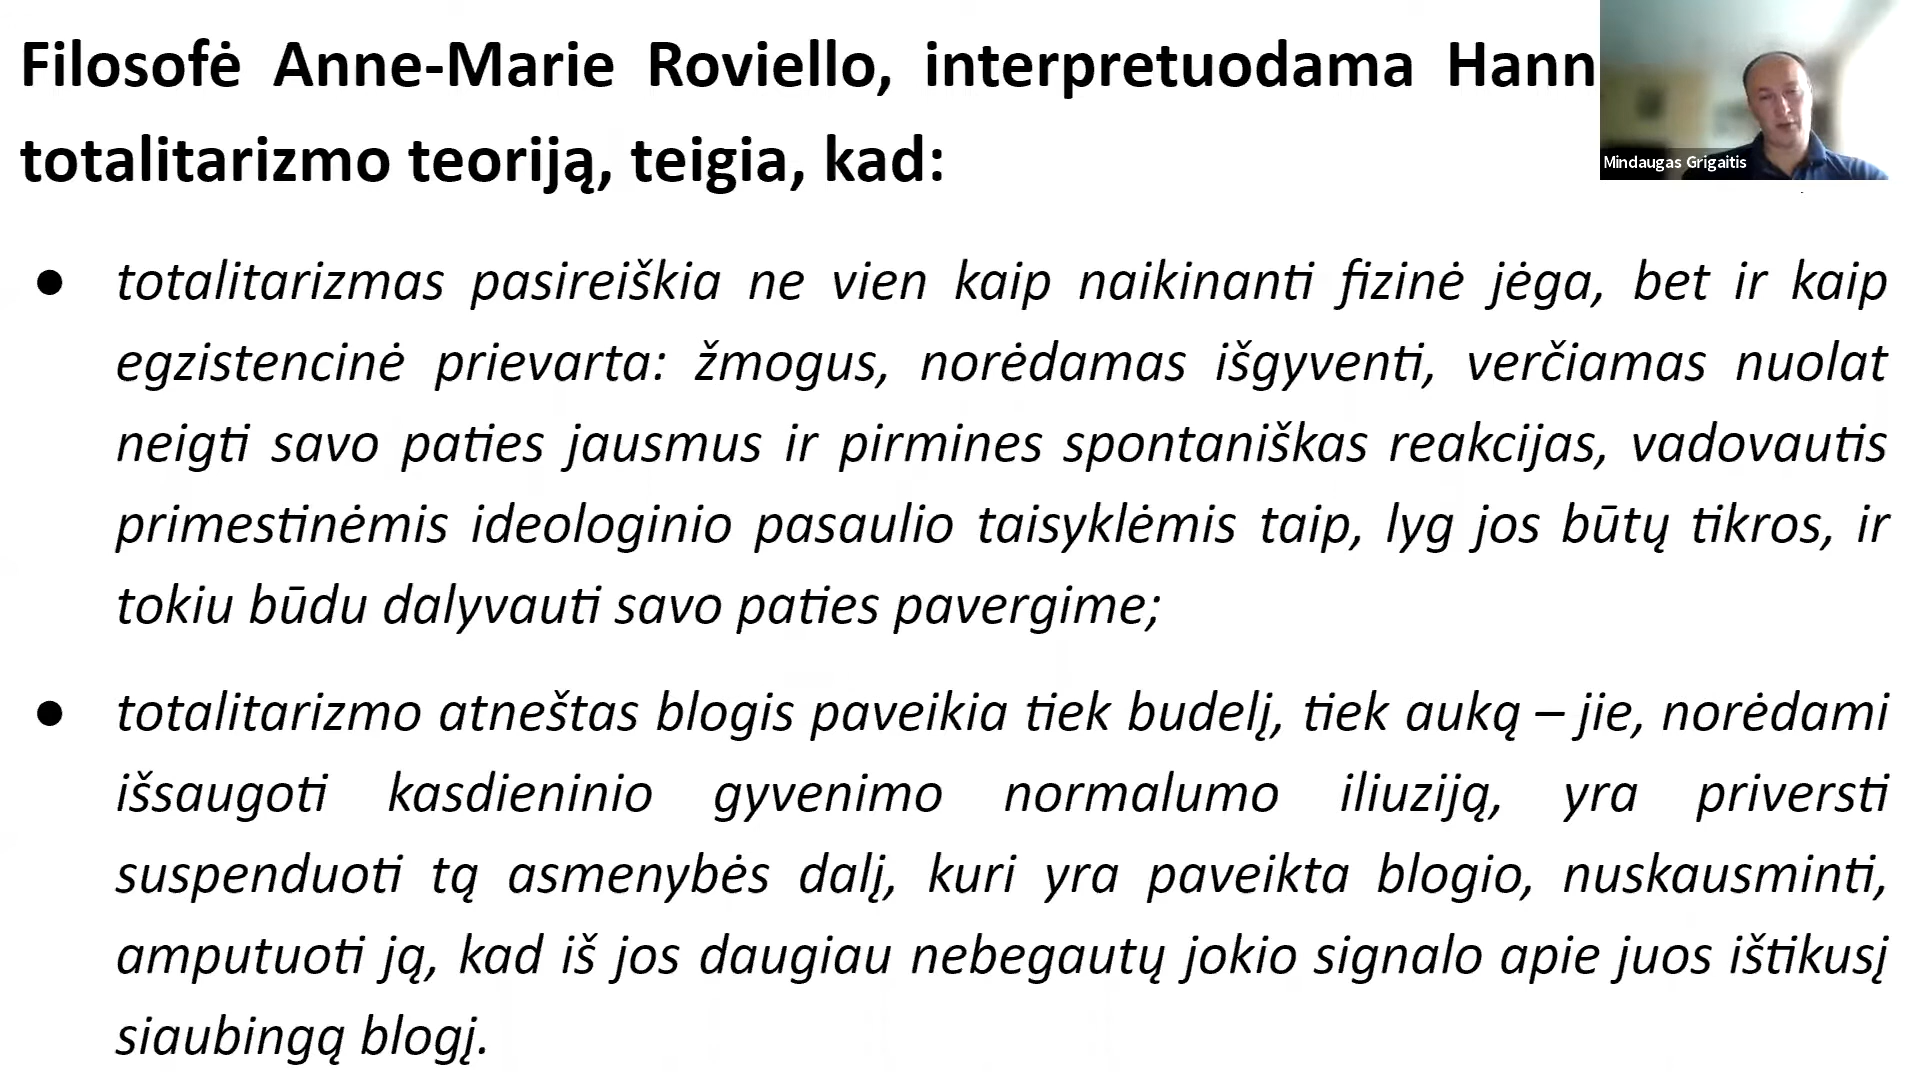 Filosofė Anne-Marie Roviello, interpretuodama Hann
totalitarizmo teoriją, teigia, kad:
Mindaugas Grigaitis
● totalitarizmas pasireiškia ne vien kaip naikinanti fizinė jėga, bet ir kaip
egzistencinė prievarta: žmogus, norėdamas išgyventi, verčiamas nuolat
neigti savo paties jausmus ir pirmines spontaniškas reakcijas, vadovautis
primestinėmis ideologinio pasaulio taisyklėmis taip, lyg jos būtų tikros, ir
tokiu būdu dalyvauti savo paties pavergime;
● totalitarizmo atneštas blogis paveikia tiek budelį, tiek auką – jie, norėdami
išsaugoti kasdieninio gyvenimo normalumo iliuziją, yra priversti
suspenduoti tą asmenybės dalį, kuri yra paveikta blogio, nuskausminti,
amputuoti ją, kad iš jos daugiau nebegautų jokio signalo apie juos ištikusį
siaubingą blogį.